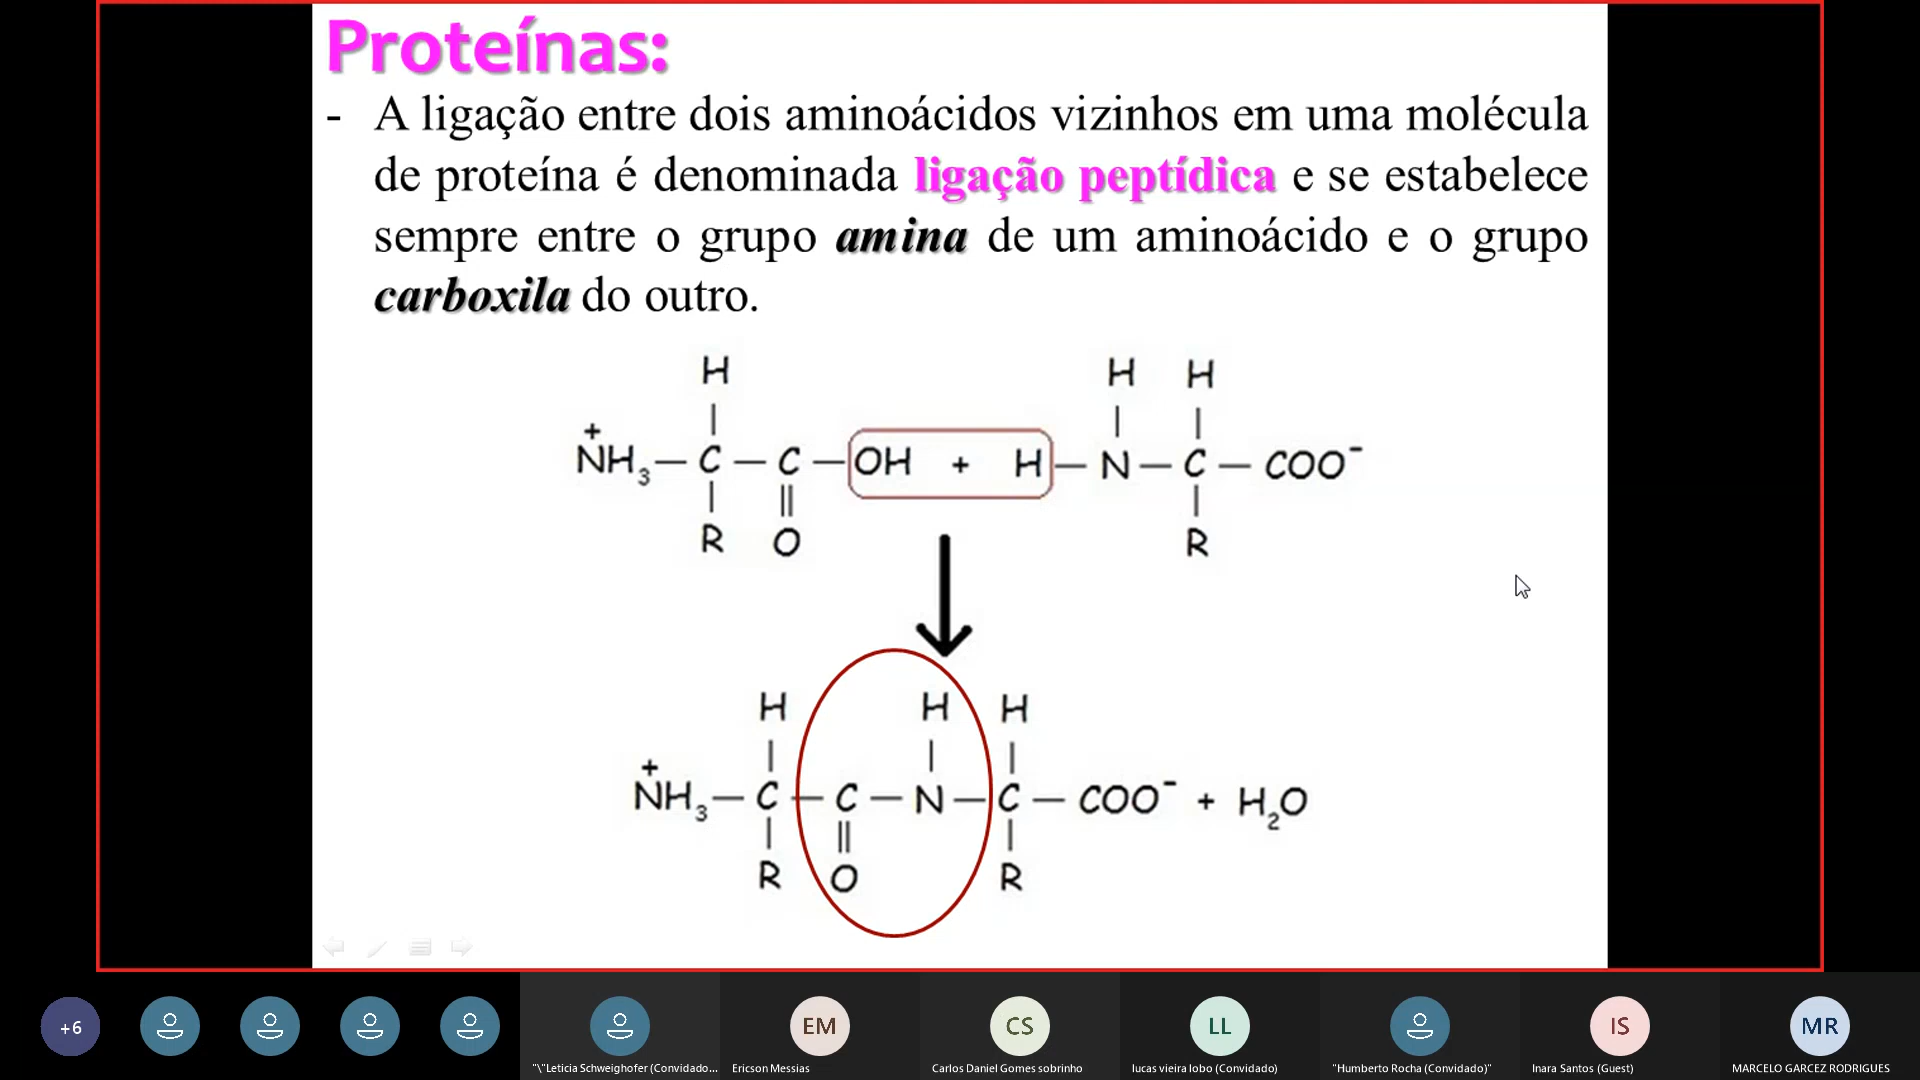 Proteínas:
- A ligação entre dois aminoácidos vizinhos em uma molécula
de proteína é denominada ligação peptídica e se estabelece
sempre entre o grupo amina de um aminoácido e o grupo
carboxila do outro.
H H H
+
NH3 — C — C — OH + H — N — C — COO⁻
R O R
H H H
+
NH3 — C — C — N — C — COO⁻ + H2O
R O R
+6 EM CS LL IS MR
"\"Leticia Schweighofer (Convidado... Ericson Messias Carlos Daniel Gomes sobrinho lucas vieira lobo (Convidado) "Humberto Rocha (Convidado)" Inara Santos (Guest) MARCELO GARCEZ RODRIGUES